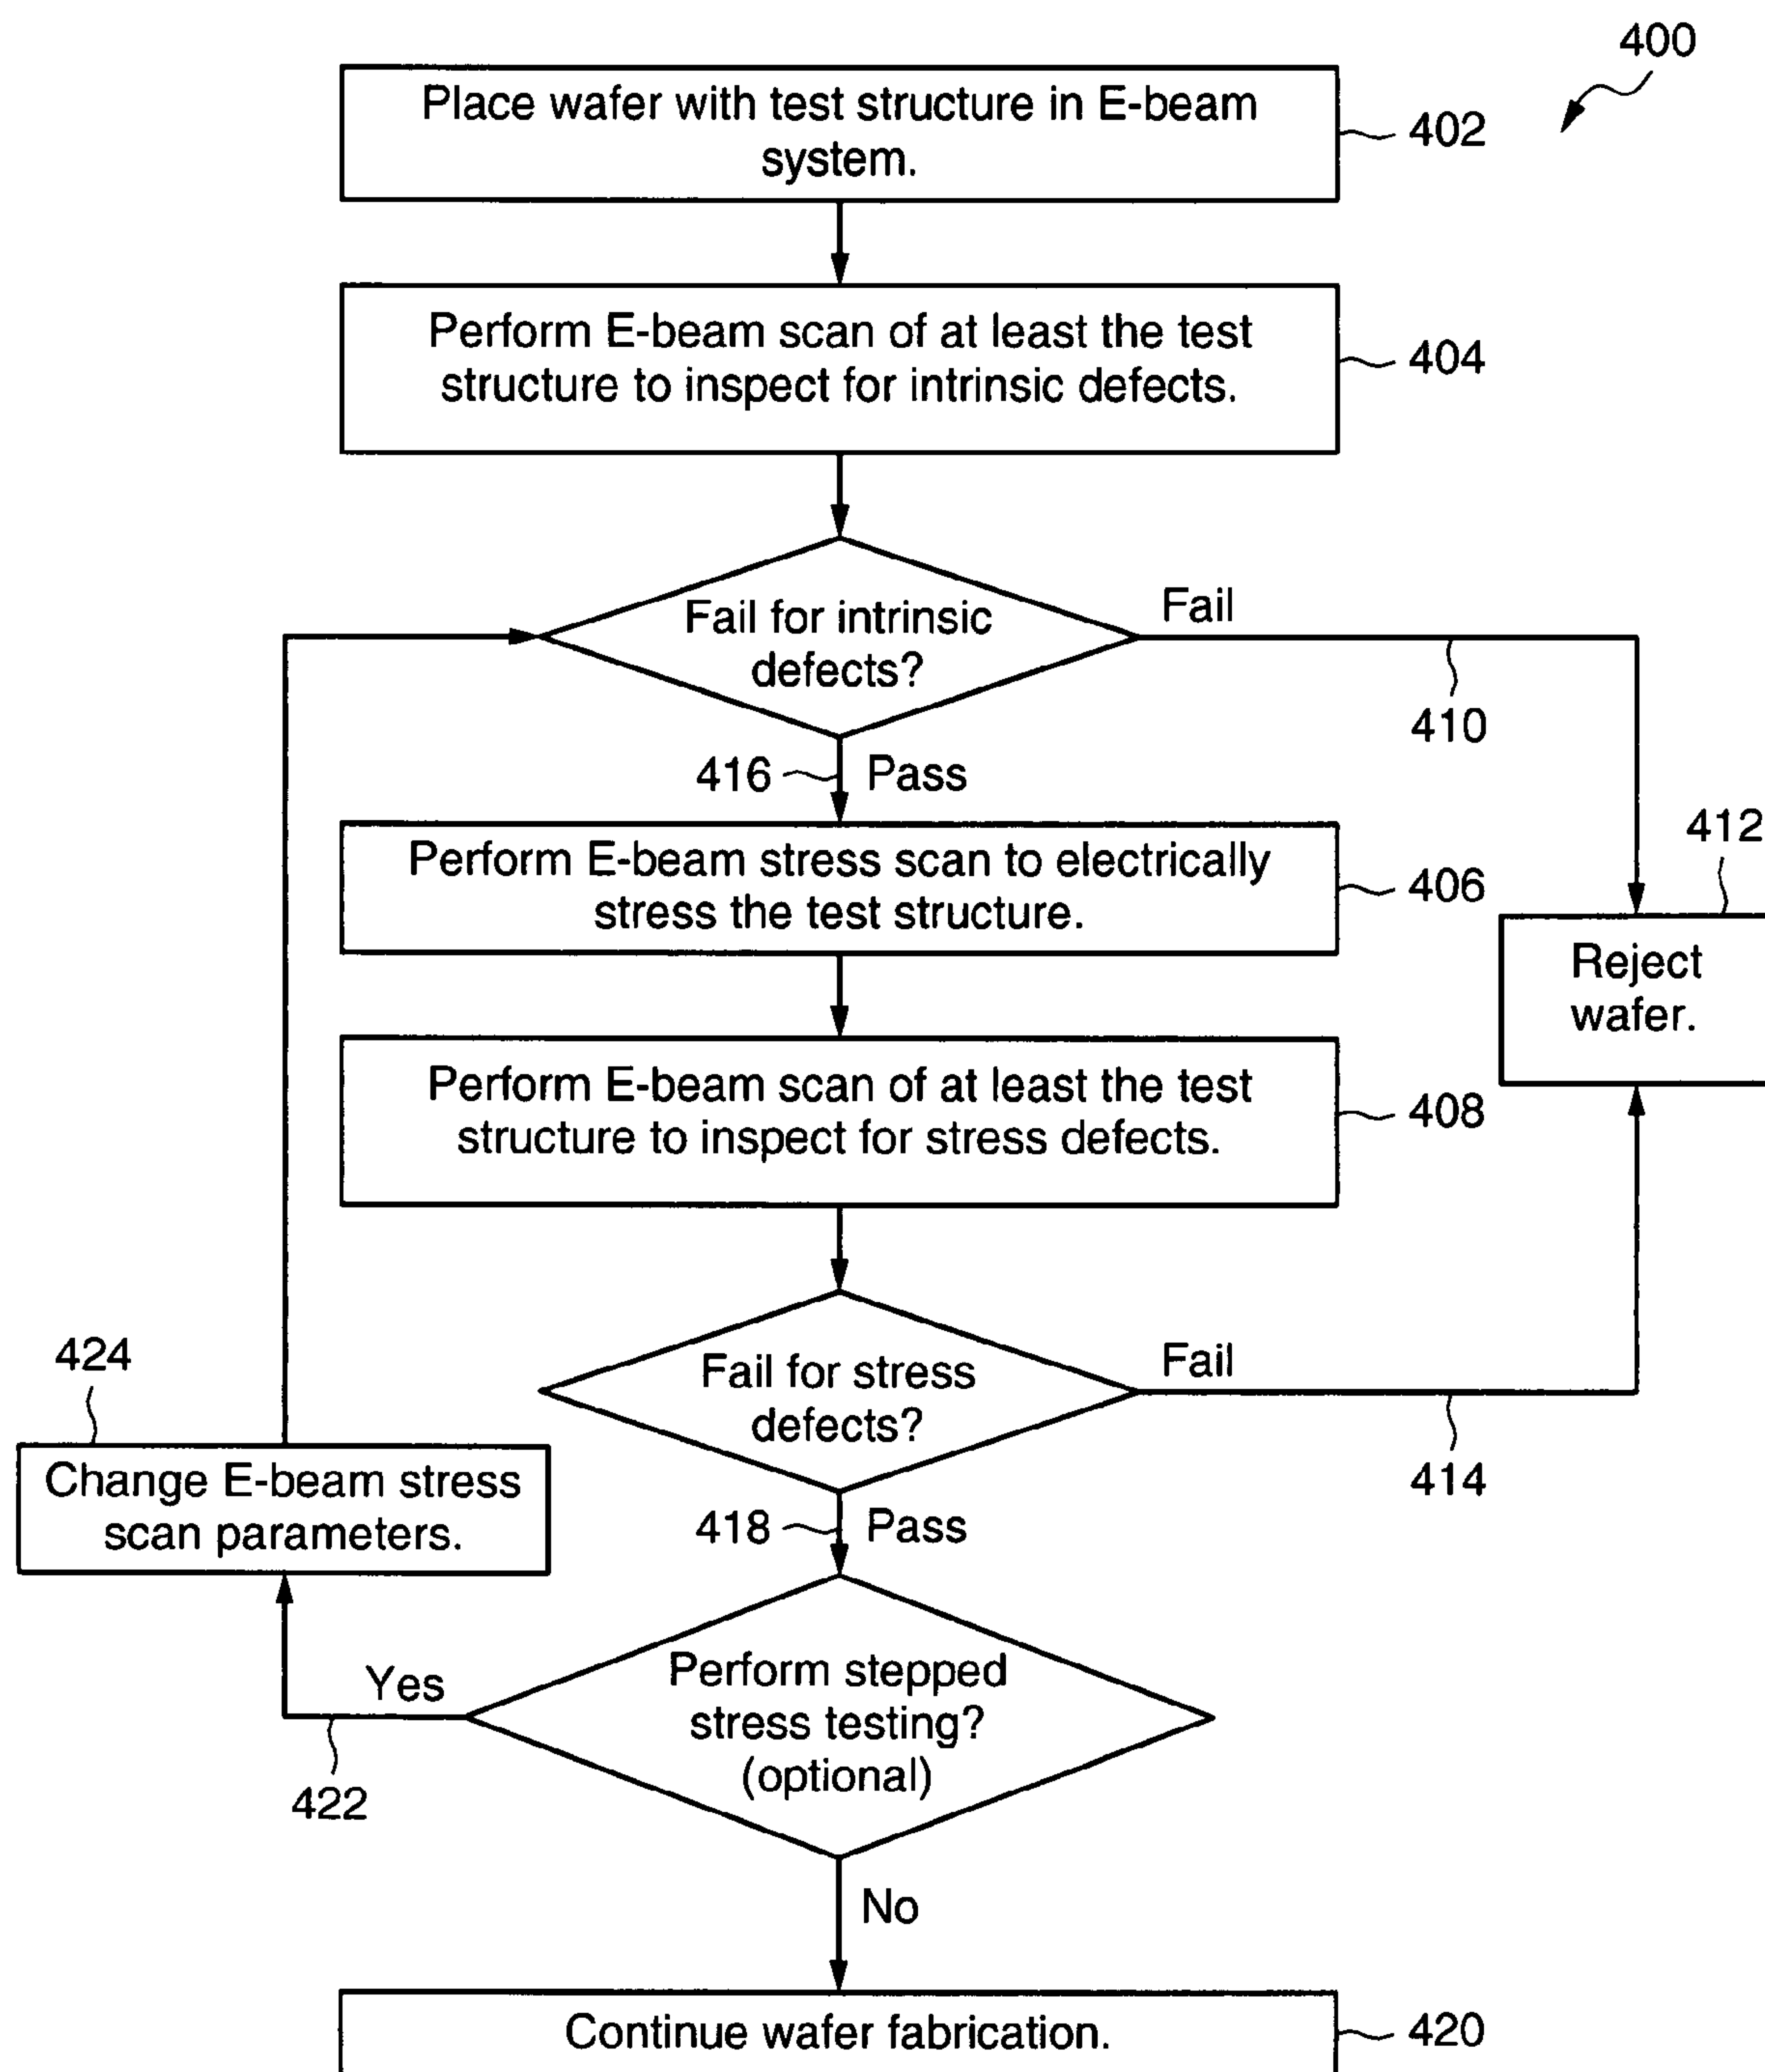 400
Place wafer with test structure in E-beam
system.
402
Perform E-beam scan of at least the test
structure to inspect for intrinsic defects.
404
Fail for intrinsic
defects?
Fail
410
416
Pass
412
Perform E-beam stress scan to electrically
stress the test structure.
406
Reject
wafer.
Perform E-beam scan of at least the test
structure to inspect for stress defects.
408
Fail for stress
defects?
Fail
414
424
Change E-beam stress
scan parameters.
418
Pass
Perform stepped
stress testing?
(optional)
Yes
422
No
Continue wafer fabrication.
420